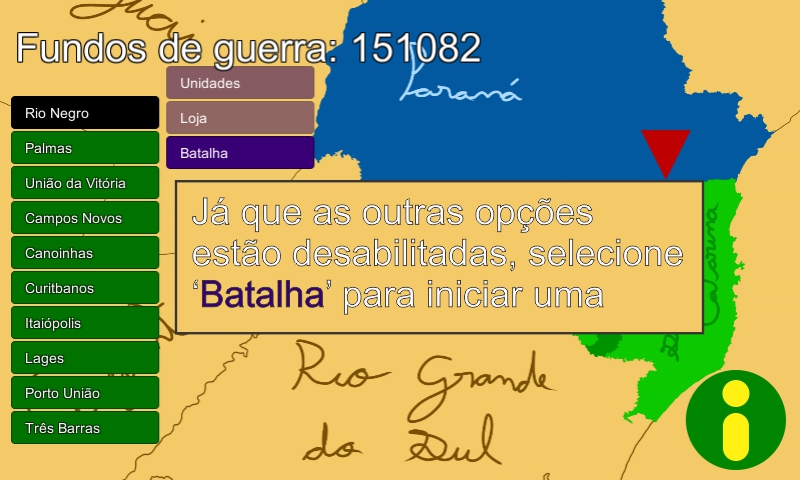 Fundos de guerra: 151082
Unidades
Loja
Batalha
Rio Negro
Palmas
União da Vitória
Campos Novos
Canoinhas
Curitbanos
Itaiópolis
Lages
Porto União
Três Barras
Já que as outras opções
estão desabilitadas, selecione
‘Batalha’ para iniciar uma
Paraná
Rio Grande
do Sul